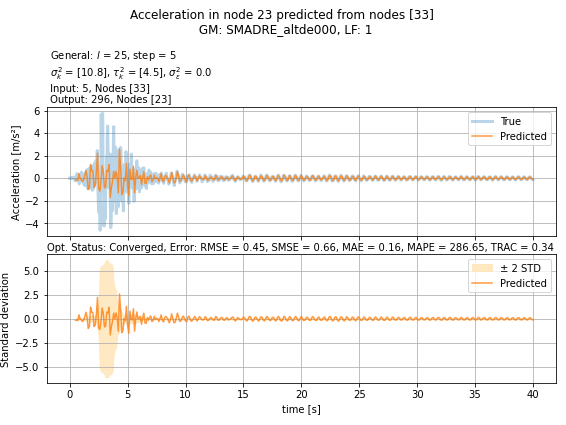 Acceleration in node 23 predicted from nodes [33]
GM: SMADRE_altde000, LF: 1
General: l = 25, step = 5
σ²ₖ = [10.8], τ²ₖ = [4.5], σ²ε = 0.0
Input: 5, Nodes [33]
Output: 296, Nodes [23]
Acceleration [m/s²]
6
4
2
0
−2
−4
True
Predicted
Opt. Status: Converged, Error: RMSE = 0.45, SMSE = 0.66, MAE = 0.16, MAPE = 286.65, TRAC = 0.34
Standard deviation
5.0
2.5
0.0
−2.5
−5.0
± 2 STD
Predicted
0 5 10 15 20 25 30 35 40
time [s]